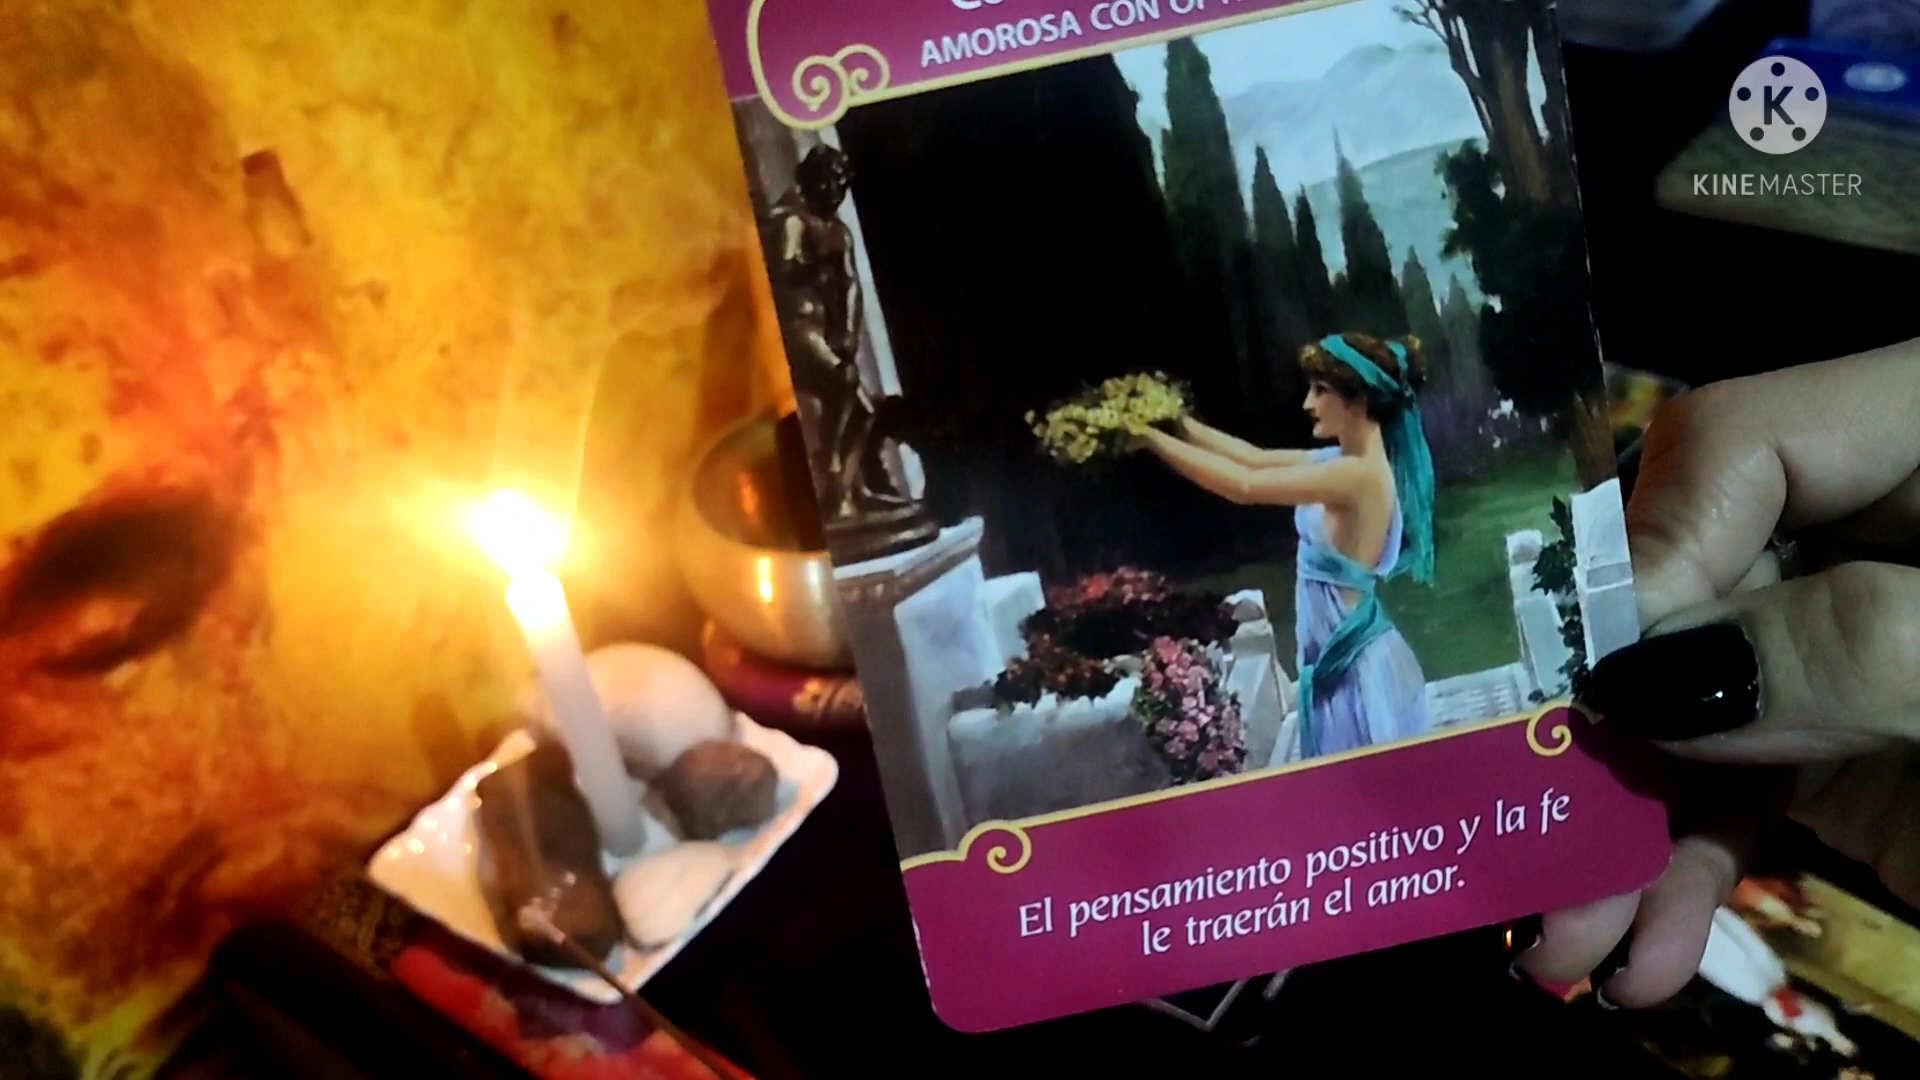 AMOROSA CON
El pensamiento positivo y la fe
le traerán el amor.
K
KINEMASTER